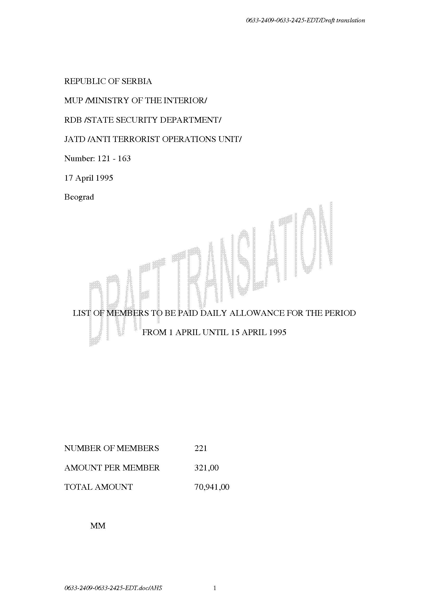 0633-2409-0633-2425-EDT/Draft translation
REPUBLIC OF SERBIA
MUP /MINISTRY OF THE INTERIOR/
RDB /STATE SECURITY DEPARTMENT/
JATD /ANTI TERRORIST OPERATIONS UNIT/
Number: 121 - 163
17 April 1995
Beograd
DRAFT TRANSLATION
LIST OF MEMBERS TO BE PAID DAILY ALLOWANCE FOR THE PERIOD
FROM 1 APRIL UNTIL 15 APRIL 1995
NUMBER OF MEMBERS 221
AMOUNT PER MEMBER 321,00
TOTAL AMOUNT 70,941,00
MM
0633-2409-0633-2425-EDT.doc/AHS 1